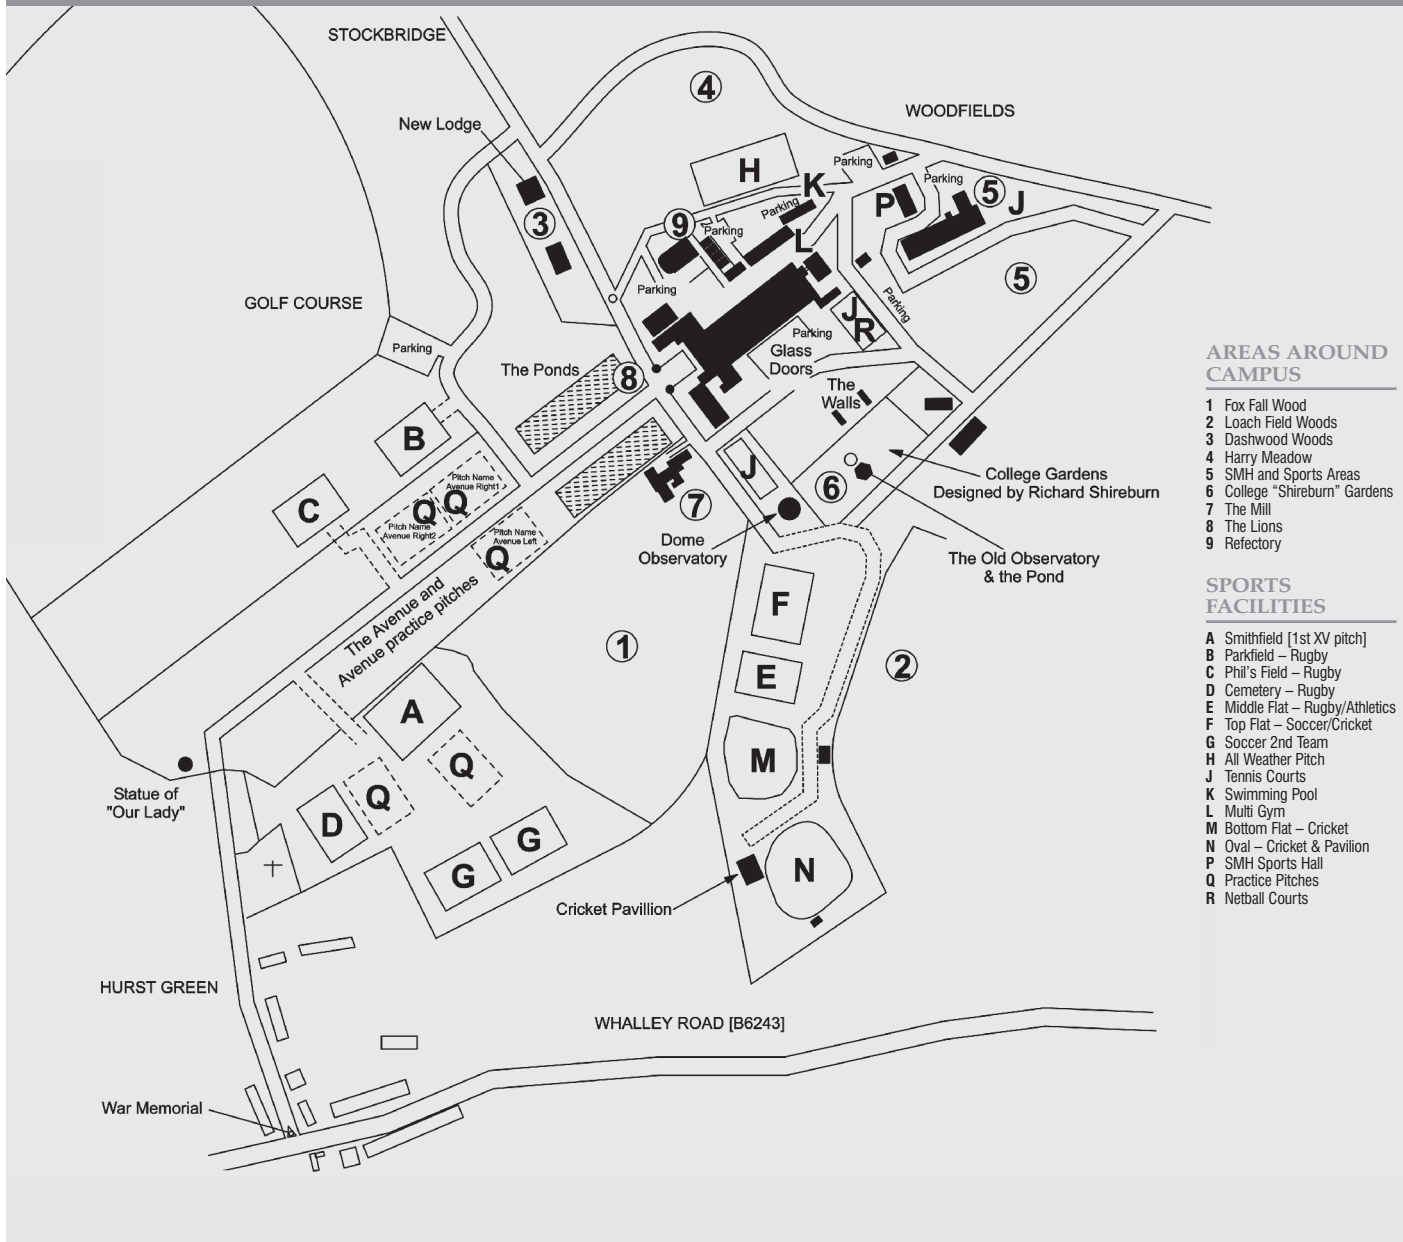 STOCKBRIDGE
4
WOODFIELDS
New Lodge
H
Parking
K
Parking
5
J
P
Parking
3
9
Parking
L
5
GOLF COURSE
Parking
J
R
Parking
Parking
Parking
Glass
Doors
The Ponds
8
The
Walls
B
J
6
College Gardens
Designed by Richard Shireburn
Pitch Name
Avenue Right1
Q
Q
Pitch Name
Avenue Right2
C
7
Pitch Name
Avenue Left
Q
Dome
Observatory
The Old Observatory
& the Pond
The Avenue and
Avenue practice pitches
F
1
2
E
A
M
Q
Q
Statue of
"Our Lady"
D
G
G
N
Cricket Pavillion
HURST GREEN
WHALLEY ROAD [B6243]
War Memorial
AREAS AROUND
CAMPUS
1 Fox Fall Wood
2 Loach Field Woods
3 Dashwood Woods
4 Harry Meadow
5 SMH and Sports Areas
6 College “Shireburn” Gardens
7 The Mill
8 The Lions
9 Refectory
SPORTS
FACILITIES
A Smithfield [1st XV pitch]
B Parkfield – Rugby
C Phil's Field – Rugby
D Cemetery – Rugby
E Middle Flat – Rugby/Athletics
F Top Flat – Soccer/Cricket
G Soccer 2nd Team
H All Weather Pitch
J Tennis Courts
K Swimming Pool
L Multi Gym
M Bottom Flat – Cricket
N Oval – Cricket & Pavilion
P SMH Sports Hall
Q Practice Pitches
R Netball Courts